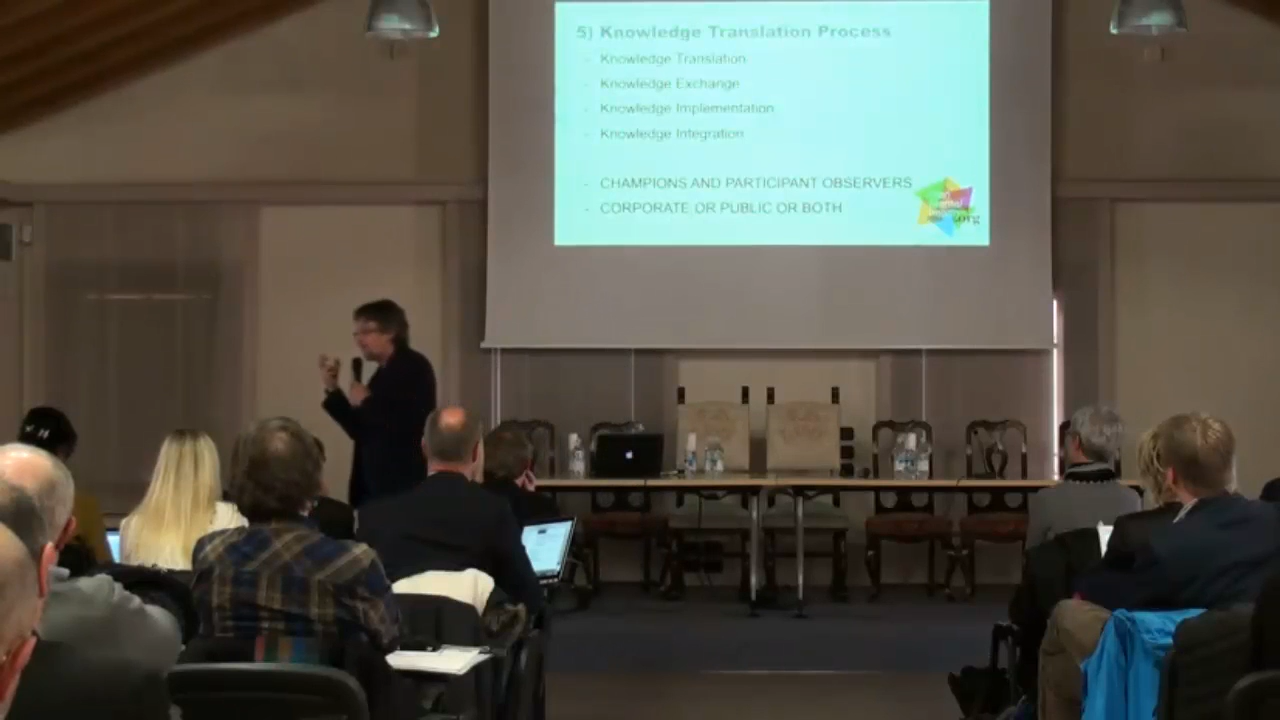 5) Knowledge Translation Process
- Knowledge Translation
- Knowledge Exchange
- Knowledge Implementation
- Knowledge Integration
- CHAMPIONS AND PARTICIPANT OBSERVERS
- CORPORATE OR PUBLIC OR BOTH
.org